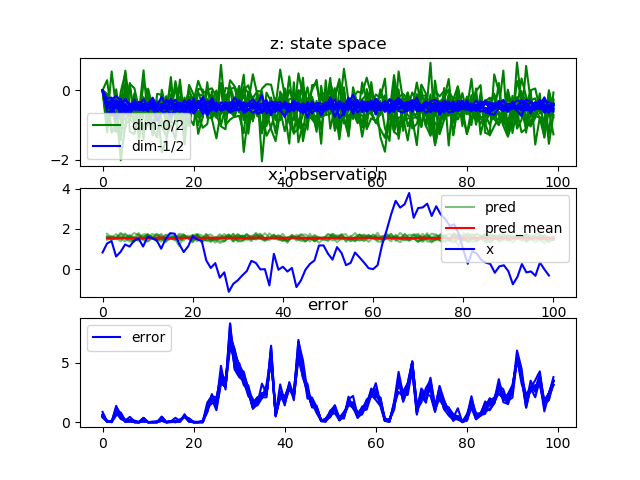 z: state space
0
−2
dim-0/2
dim-1/2
0 20 40 60 80 100
x: observation
4
2
0
pred
pred_mean
x
0 20 40 60 80 100
error
5
0
error
0 20 40 60 80 100